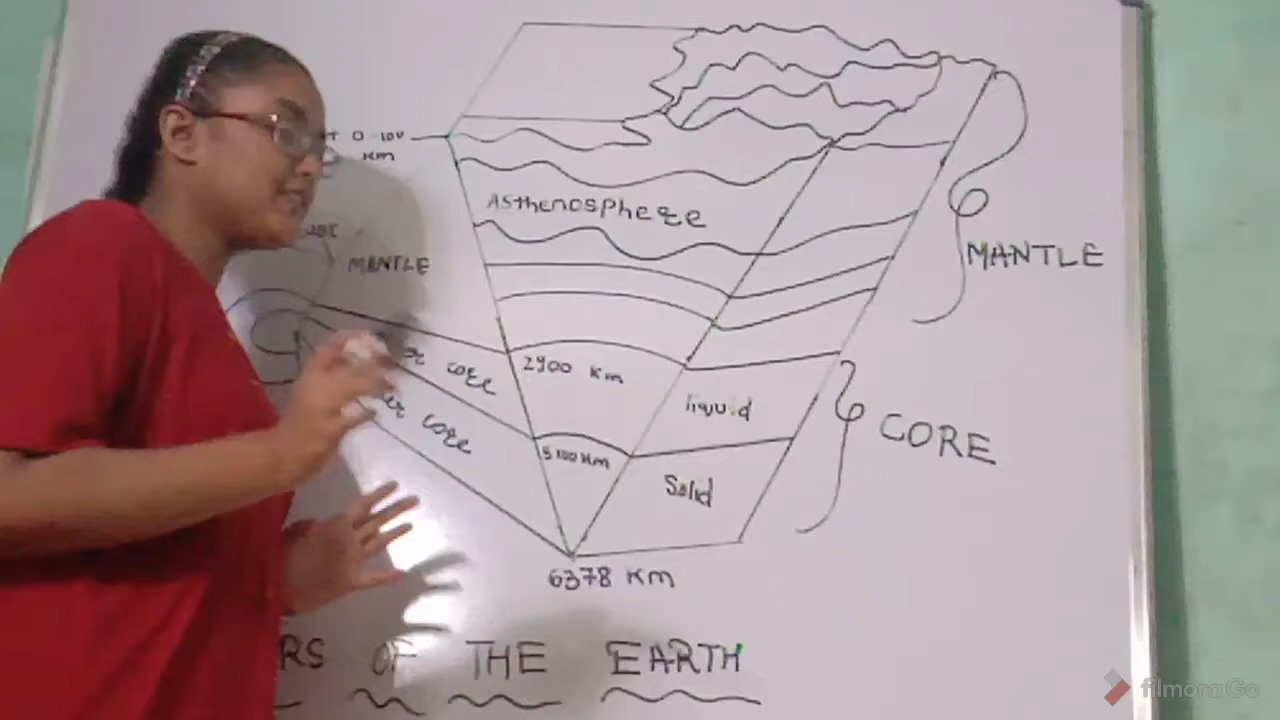 0-100
Km
Asthenosphere
MANTLE
MANTLE
core
2900 Km
liquid
core
CORE
5100 Km
Solid
6378 Km
OF THE EARTH
filmora Go